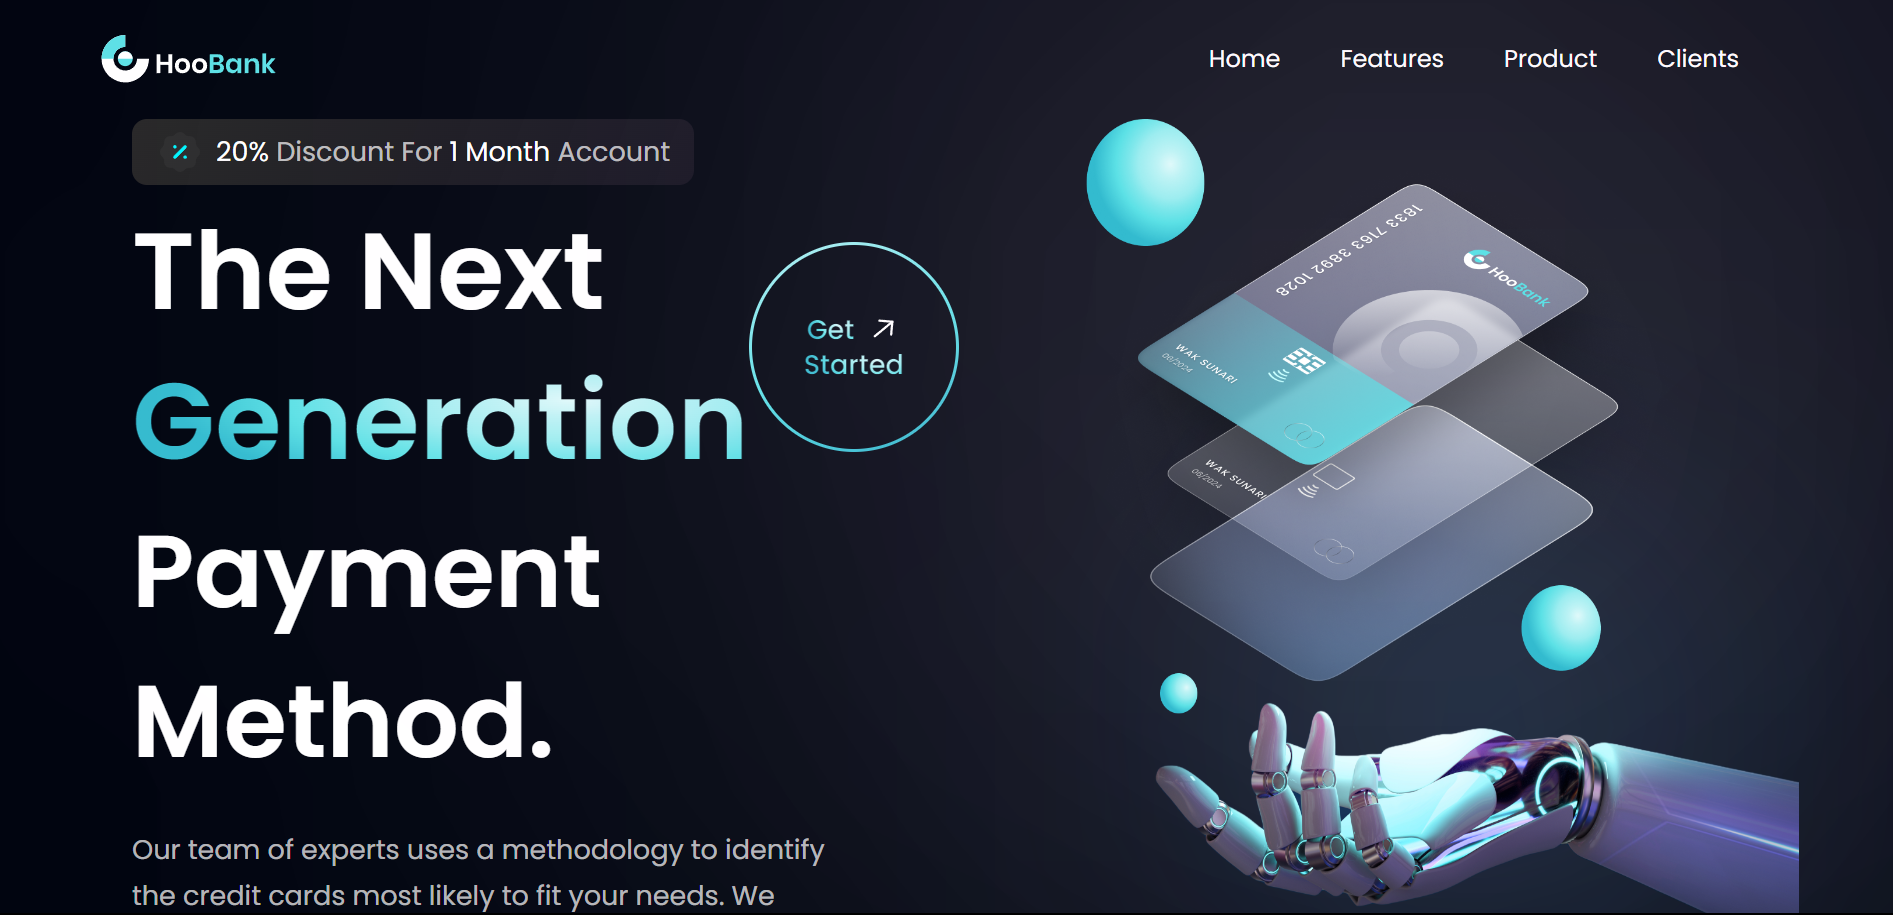 HooBank
Home
Features
Product
Clients
20% Discount For 1 Month Account
The Next
Generation
Payment
Method.
Get
Started
1833 7163 3892 1028
HooBank
WAK SUNARI
08/2024
WAK SUNARI
08/2024
Our team of experts uses a methodology to identify
the credit cards most likely to fit your needs. We